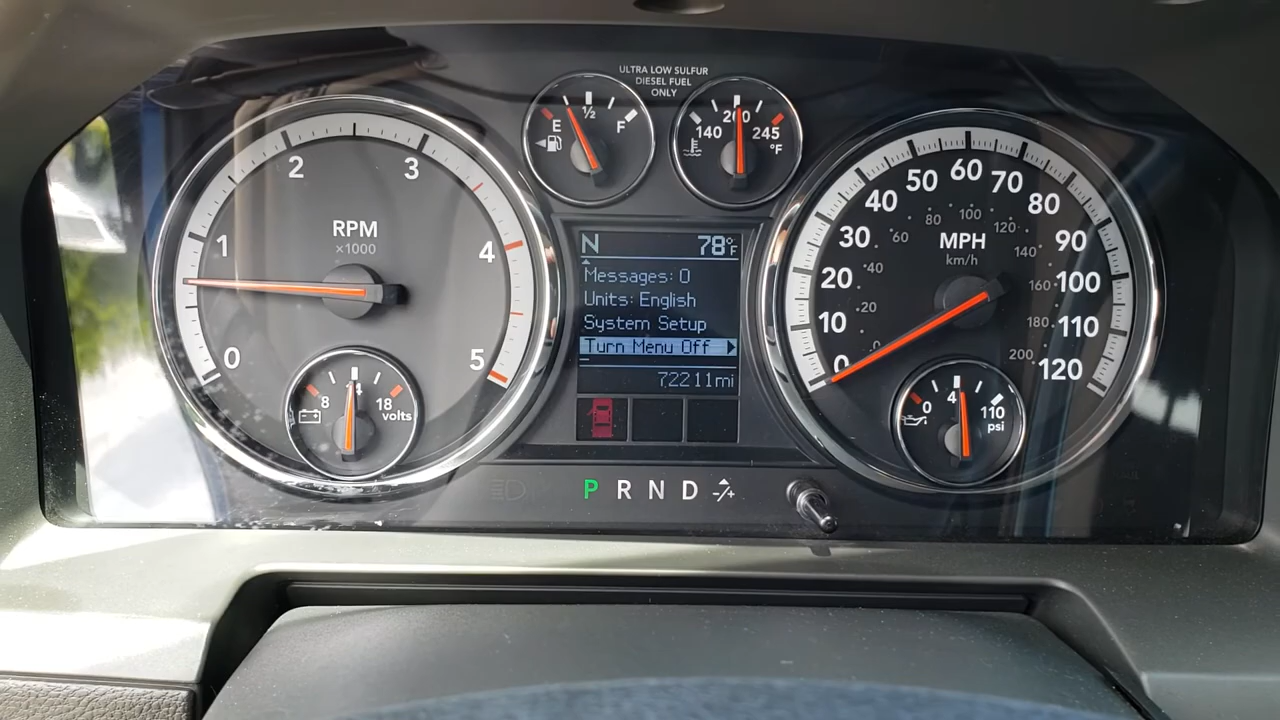 ULTRA LOW SULFUR
DIESEL FUEL
ONLY
E ½ F
140 200 245
°F
0 1 2 3 4 5
RPM
x1000
8 14 18
volts
N 78°F
Messages: 0
Units: English
System Setup
Turn Menu Off
72211mi
P R N D -/+
0 10 20 30 40 50 60 70 80 90 100 110 120
MPH
km/h
20 40 60 80 100 120 140 160 180 200
0 4 110
psi